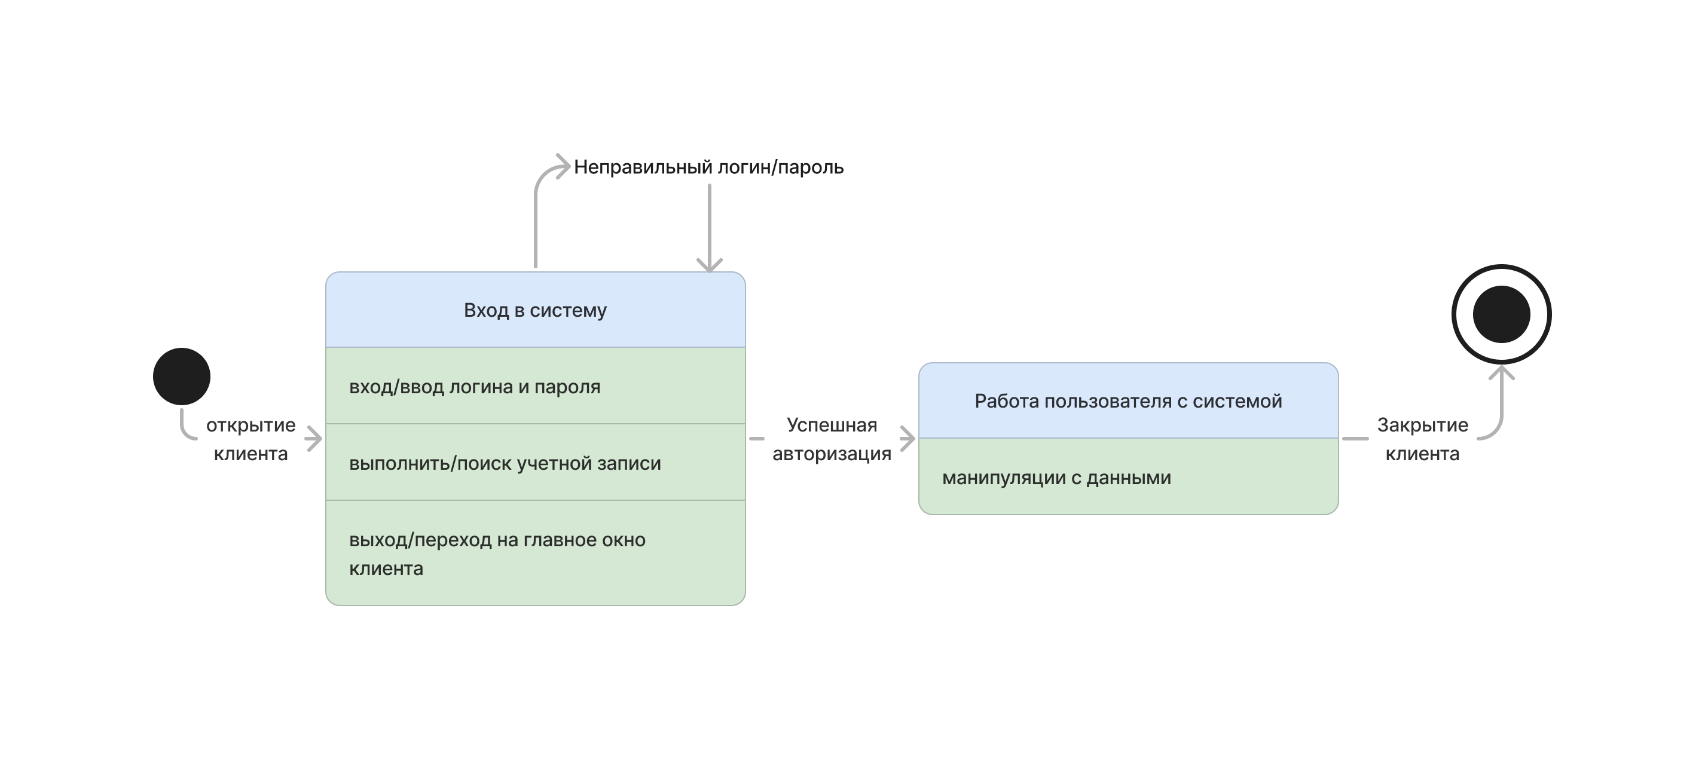 Неправильный логин/пароль
Вход в систему
вход/ввод логина и пароля
выполнить/поиск учетной записи
выход/переход на главное окно
клиента
открытие
клиента
Успешная
авторизация
Работа пользователя с системой
манипуляции с данными
Закрытие
клиента